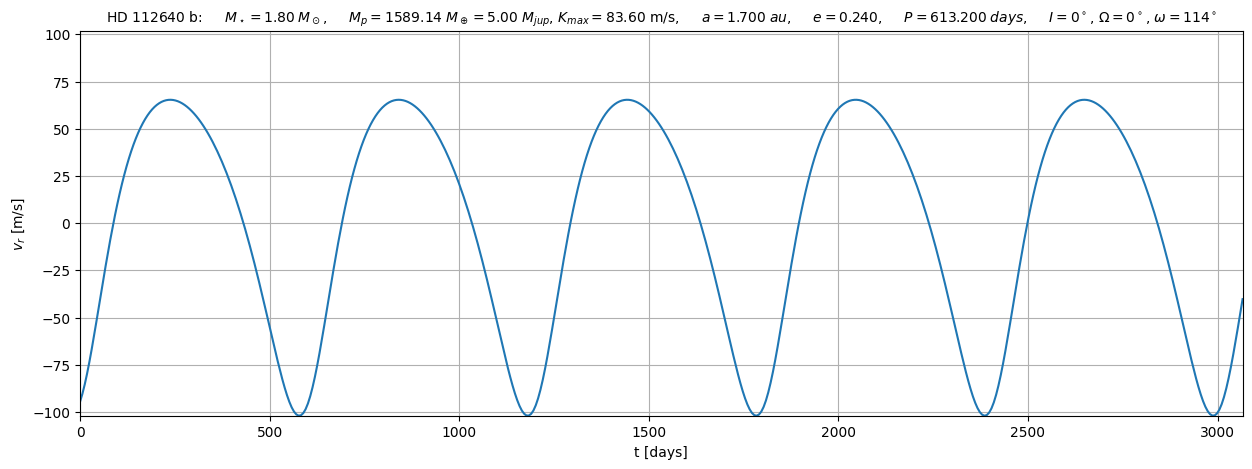 HD 112640 b: M⋆ = 1.80 M⊙, Mp = 1589.14 M⊕ = 5.00 Mjup, Kmax = 83.60 m/s, a = 1.700 au, e = 0.240, P = 613.200 days, I = 0°, Ω = 0°, ω = 114°
100
75
50
25
0
−25
−50
−75
−100
vr [m/s]
0 500 1000 1500 2000 2500 3000
t [days]